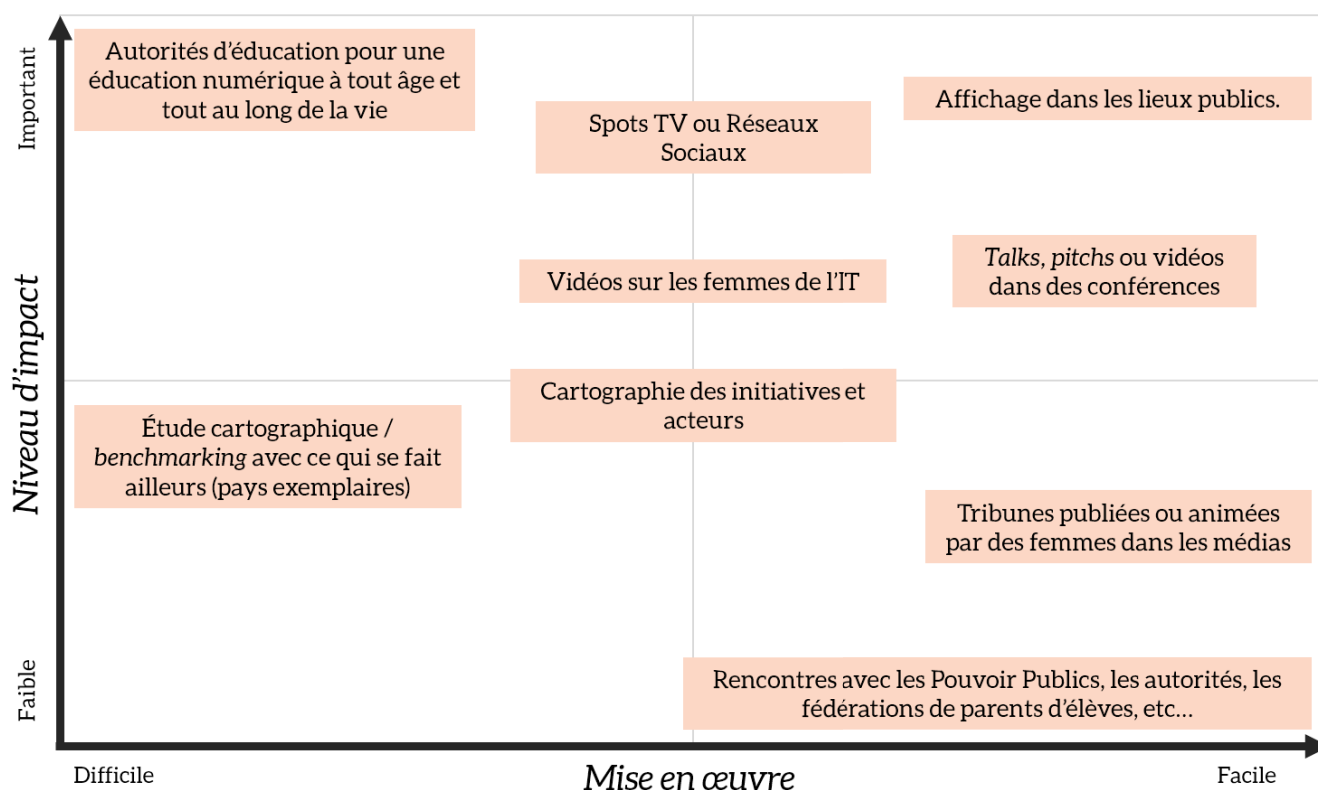 Important
Autorités d’éducation pour une
éducation numérique à tout âge et
tout au long de la vie
Spots TV ou Réseaux
Sociaux
Affichage dans les lieux publics.
Vidéos sur les femmes de l’IT
Talks, pitchs ou vidéos
dans des conférences
Niveau d’impact
Cartographie des initiatives et
acteurs
Étude cartographique /
benchmarking avec ce qui se fait
ailleurs (pays exemplaires)
Tribunes publiées ou animées
par des femmes dans les médias
Faible
Rencontres avec les Pouvoir Publics, les autorités, les
fédérations de parents d’élèves, etc…
Difficile
Mise en œuvre
Facile